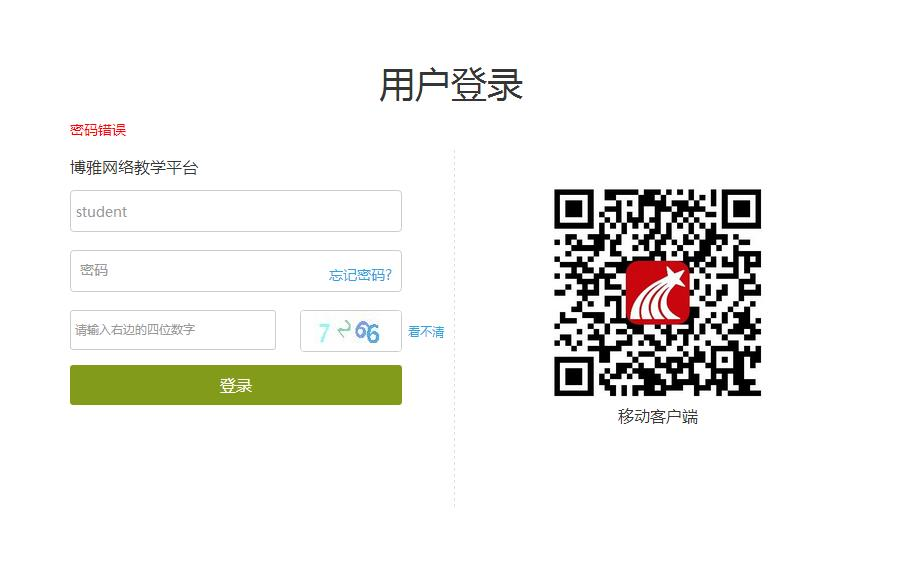 用户登录
密码错误
博雅网络教学平台
student
密码
忘记密码?
请输入右边的四位数字
7266
看不清
登录
移动客户端